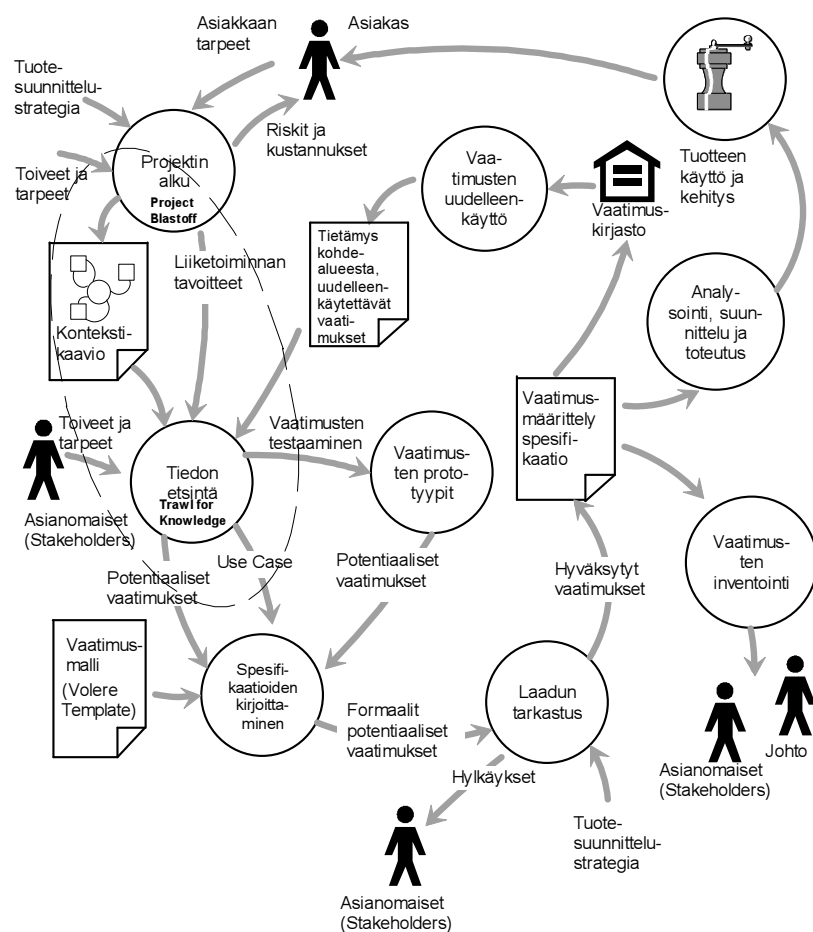 Asiakkaan
tarpeet
Asiakas
Tuote-
suunnittelu-
strategia
Riskit ja
kustannukset
Toiveet ja
tarpeet
Projektin
alku
Project
Blastoff
Vaa-
timusten
uudelleen-
käyttö
Vaatimus-
kirjasto
Tuotteen
käyttö ja
kehitys
Liiketoiminnan
tavoitteet
Tietämys
kohde-
alueesta,
uudelleen-
käytettävät
vaati-
mukset
Konteksti-
kaavio
Analy-
sointi, suun-
nittelu ja
toteutus
Toiveet ja
tarpeet
Asianomaiset
(Stakeholders)
Tiedon
etsintä
Trawl for
Knowledge
Vaatimusten
testaaminen
Vaatimus-
ten proto-
tyypit
Vaatimus-
määrittely
spesifi-
kaatio
Potentiaaliset
vaatimukset
Use Case
Potentiaaliset
vaatimukset
Hyväksytyt
vaatimukset
Vaatimus-
ten
inventointi
Vaatimus-
malli
(Volere
Template)
Spesifi-
kaatioiden
kirjoitta-
minen
Formaalit
potentiaaliset
vaatimukset
Laadun
tarkastus
Johto
Asianomaiset
(Stakeholders)
Hylkäykset
Tuote-
suunnittelu-
strategia
Asianomaiset
(Stakeholders)